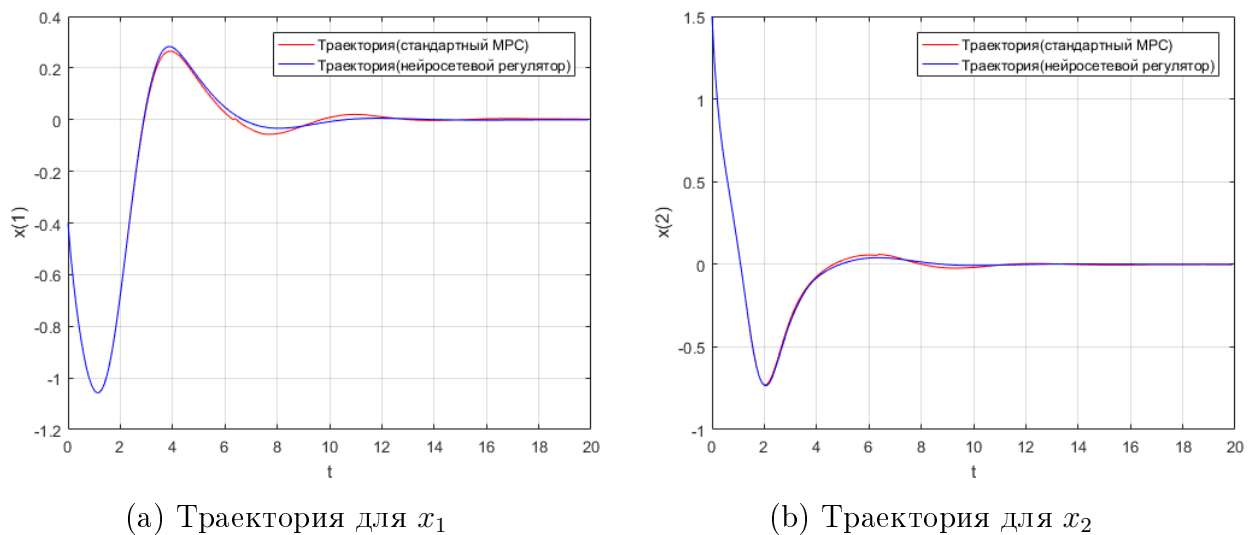 0.4
0.2
0
-0.2
-0.4
-0.6
-0.8
-1
-1.2
x(1)
0 2 4 6 8 10 12 14 16 18 20
t
Траектория(стандартный MPC)
Траектория(нейросетевой регулятор)
(a) Траектория для x₁
1.5
1
0.5
0
-0.5
-1
x(2)
0 2 4 6 8 10 12 14 16 18 20
t
Траектория(стандартный MPC)
Траектория(нейросетевой регулятор)
(b) Траектория для x₂